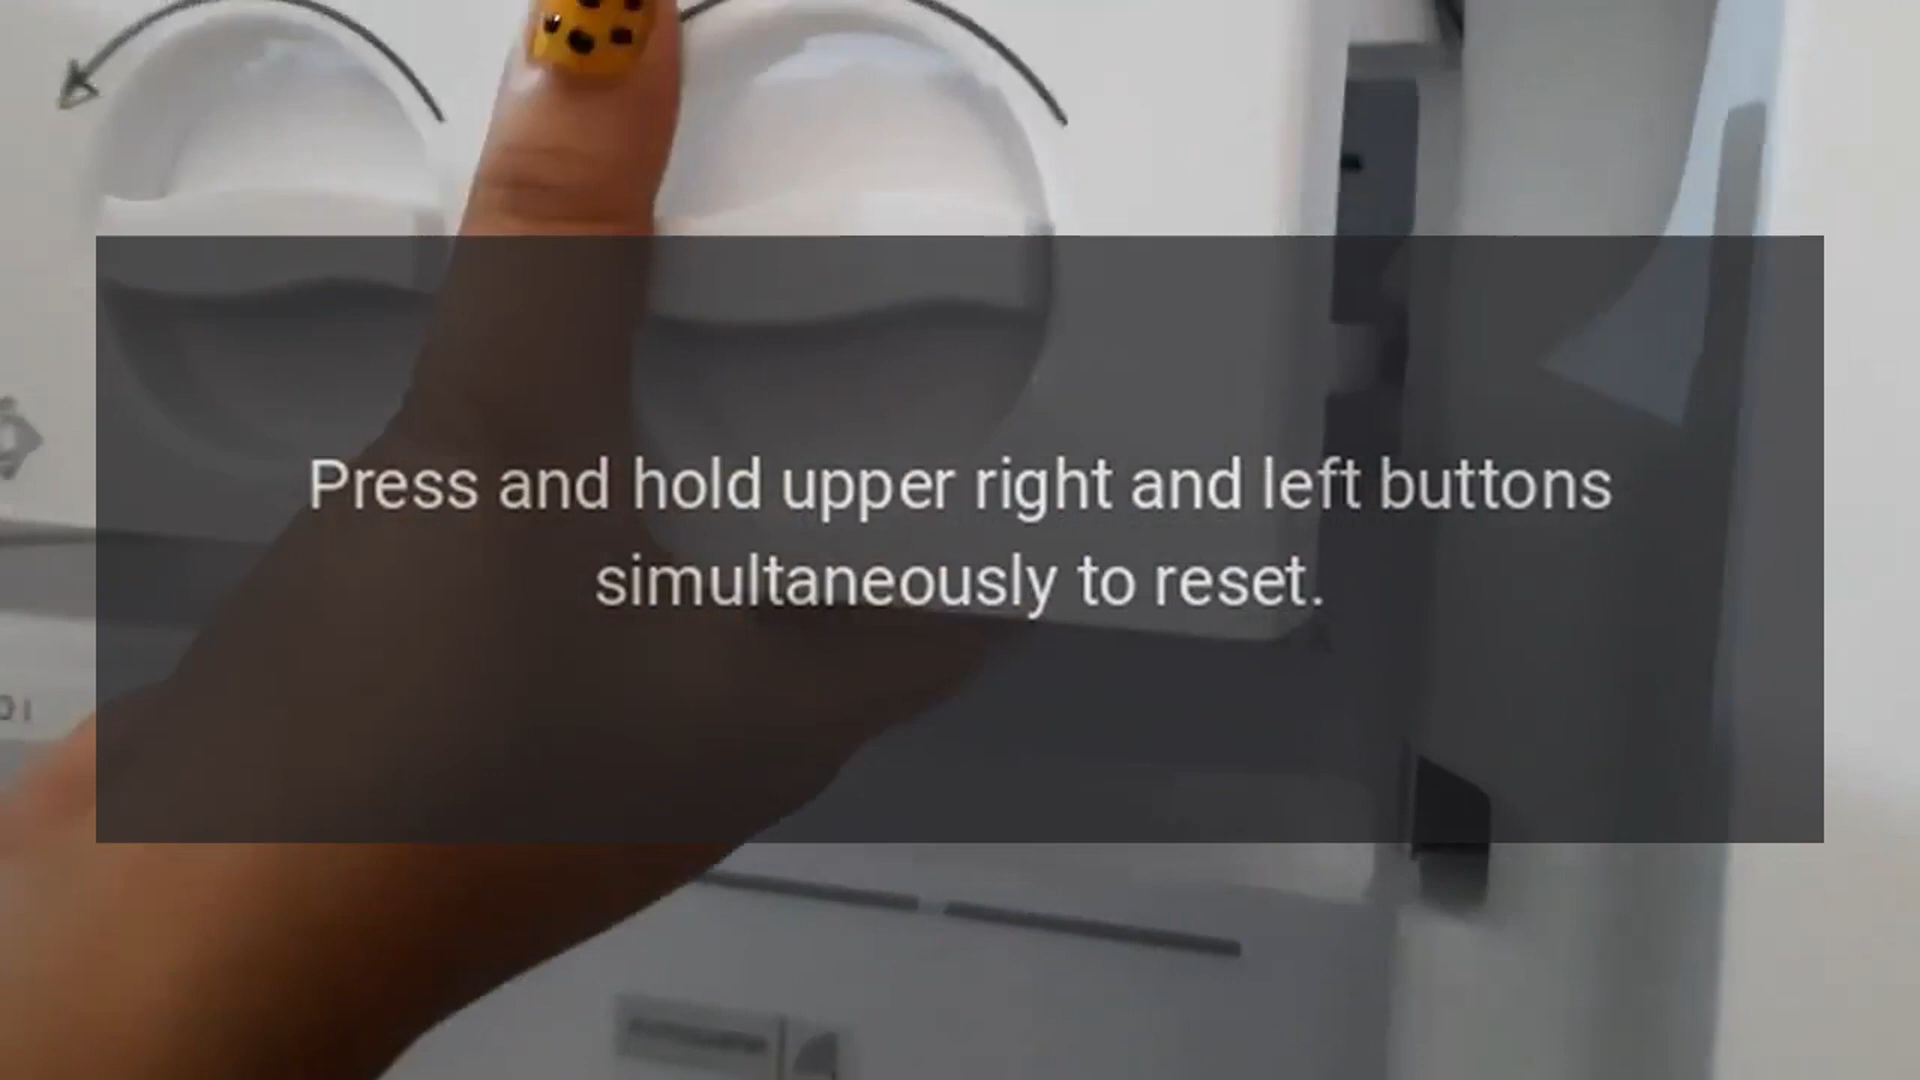 Press and hold upper right and left buttons
simultaneously to reset.